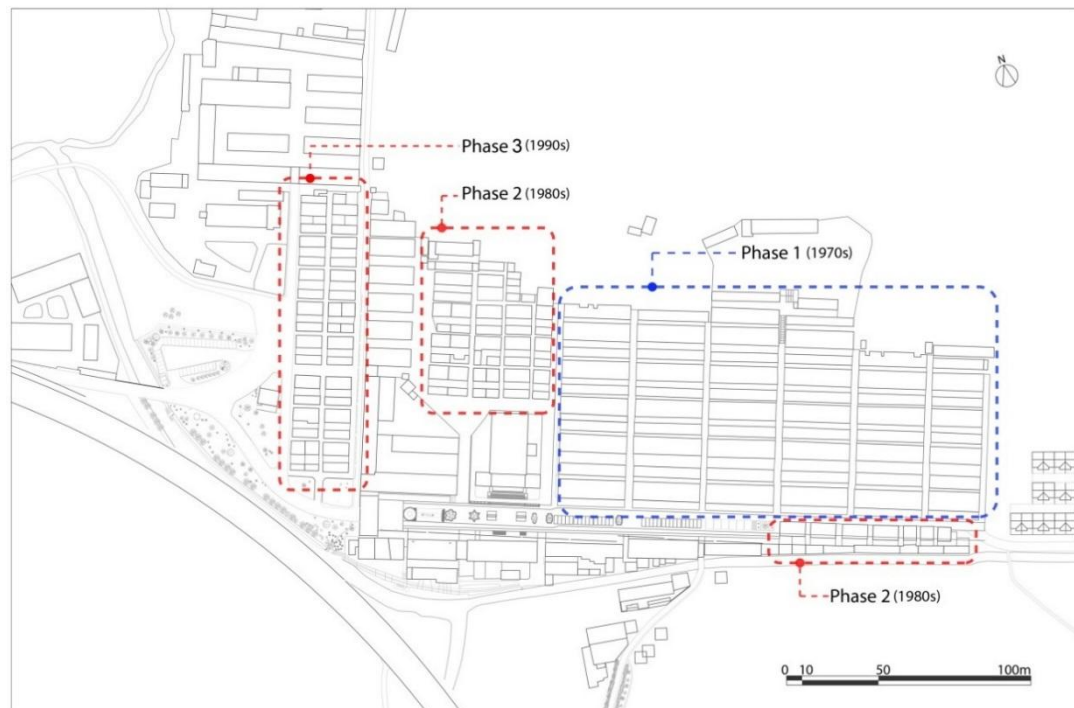 N
Phase 3 (1990s)
Phase 2 (1980s)
Phase 1 (1970s)
Phase 2 (1980s)
0 10 50 100m